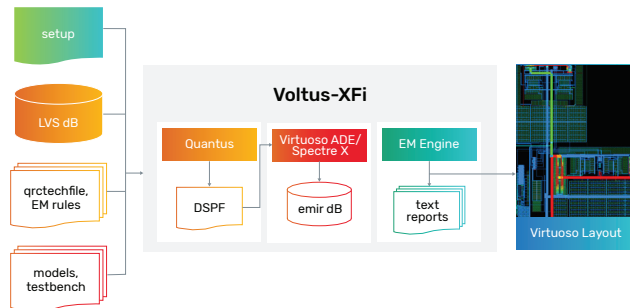 setup
LVS dB
qrctechfile,
EM rules
models,
testbench
Voltus-XFi
Quantus
DSPF
Virtuoso ADE/
Spectre X
emir dB
EM Engine
text
reports
Virtuoso Layout